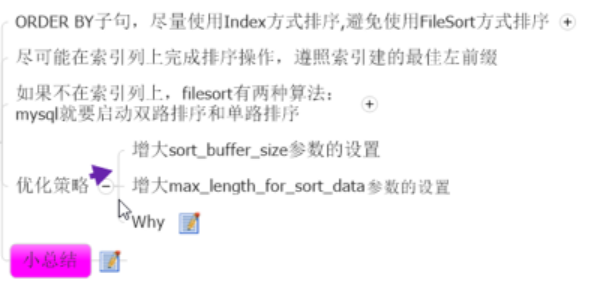 ORDER BY子句，尽量使用Index方式排序,避免使用FileSort方式排序
尽可能在索引列上完成排序操作，遵照索引建的最佳左前缀
如果不在索引列上，filesort有两种算法：
mysql就要启动双路排序和单路排序
增大sort_buffer_size参数的设置
优化策略
增大max_length_for_sort_data参数的设置
Why
小总结